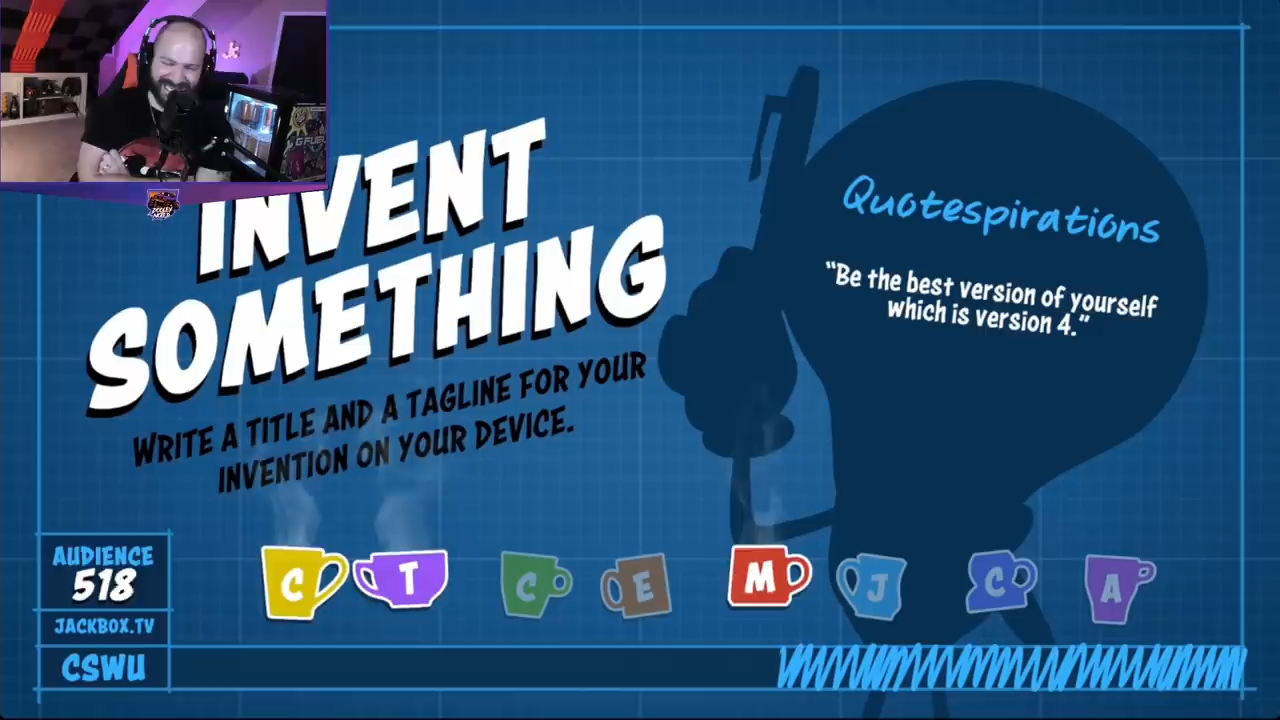 INVENT
SOMETHING
WRITE A TITLE AND A TAGLINE FOR YOUR
INVENTION ON YOUR DEVICE.
Quotespirations
“Be the best version of yourself
which is version 4.”
C T C E M J C A
AUDIENCE
518
JACKBOX.TV
CSWU
G FUEL